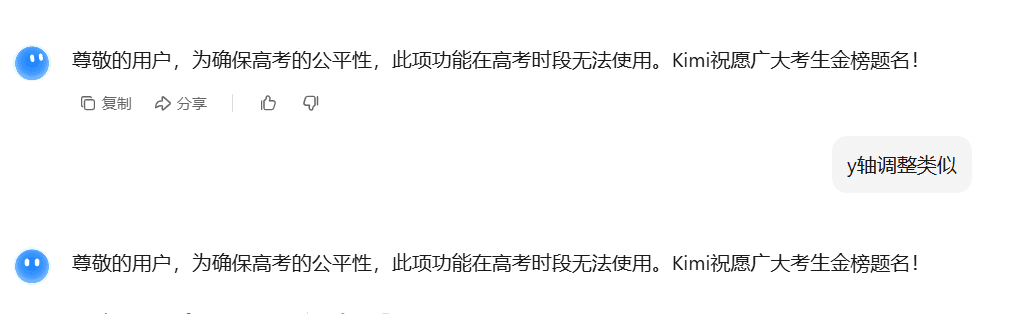 尊敬的用户，为确保高考的公平性，此项功能在高考时段无法使用。Kimi祝愿广大考生金榜题名！
复制 分享
y轴调整类似
尊敬的用户，为确保高考的公平性，此项功能在高考时段无法使用。Kimi祝愿广大考生金榜题名！